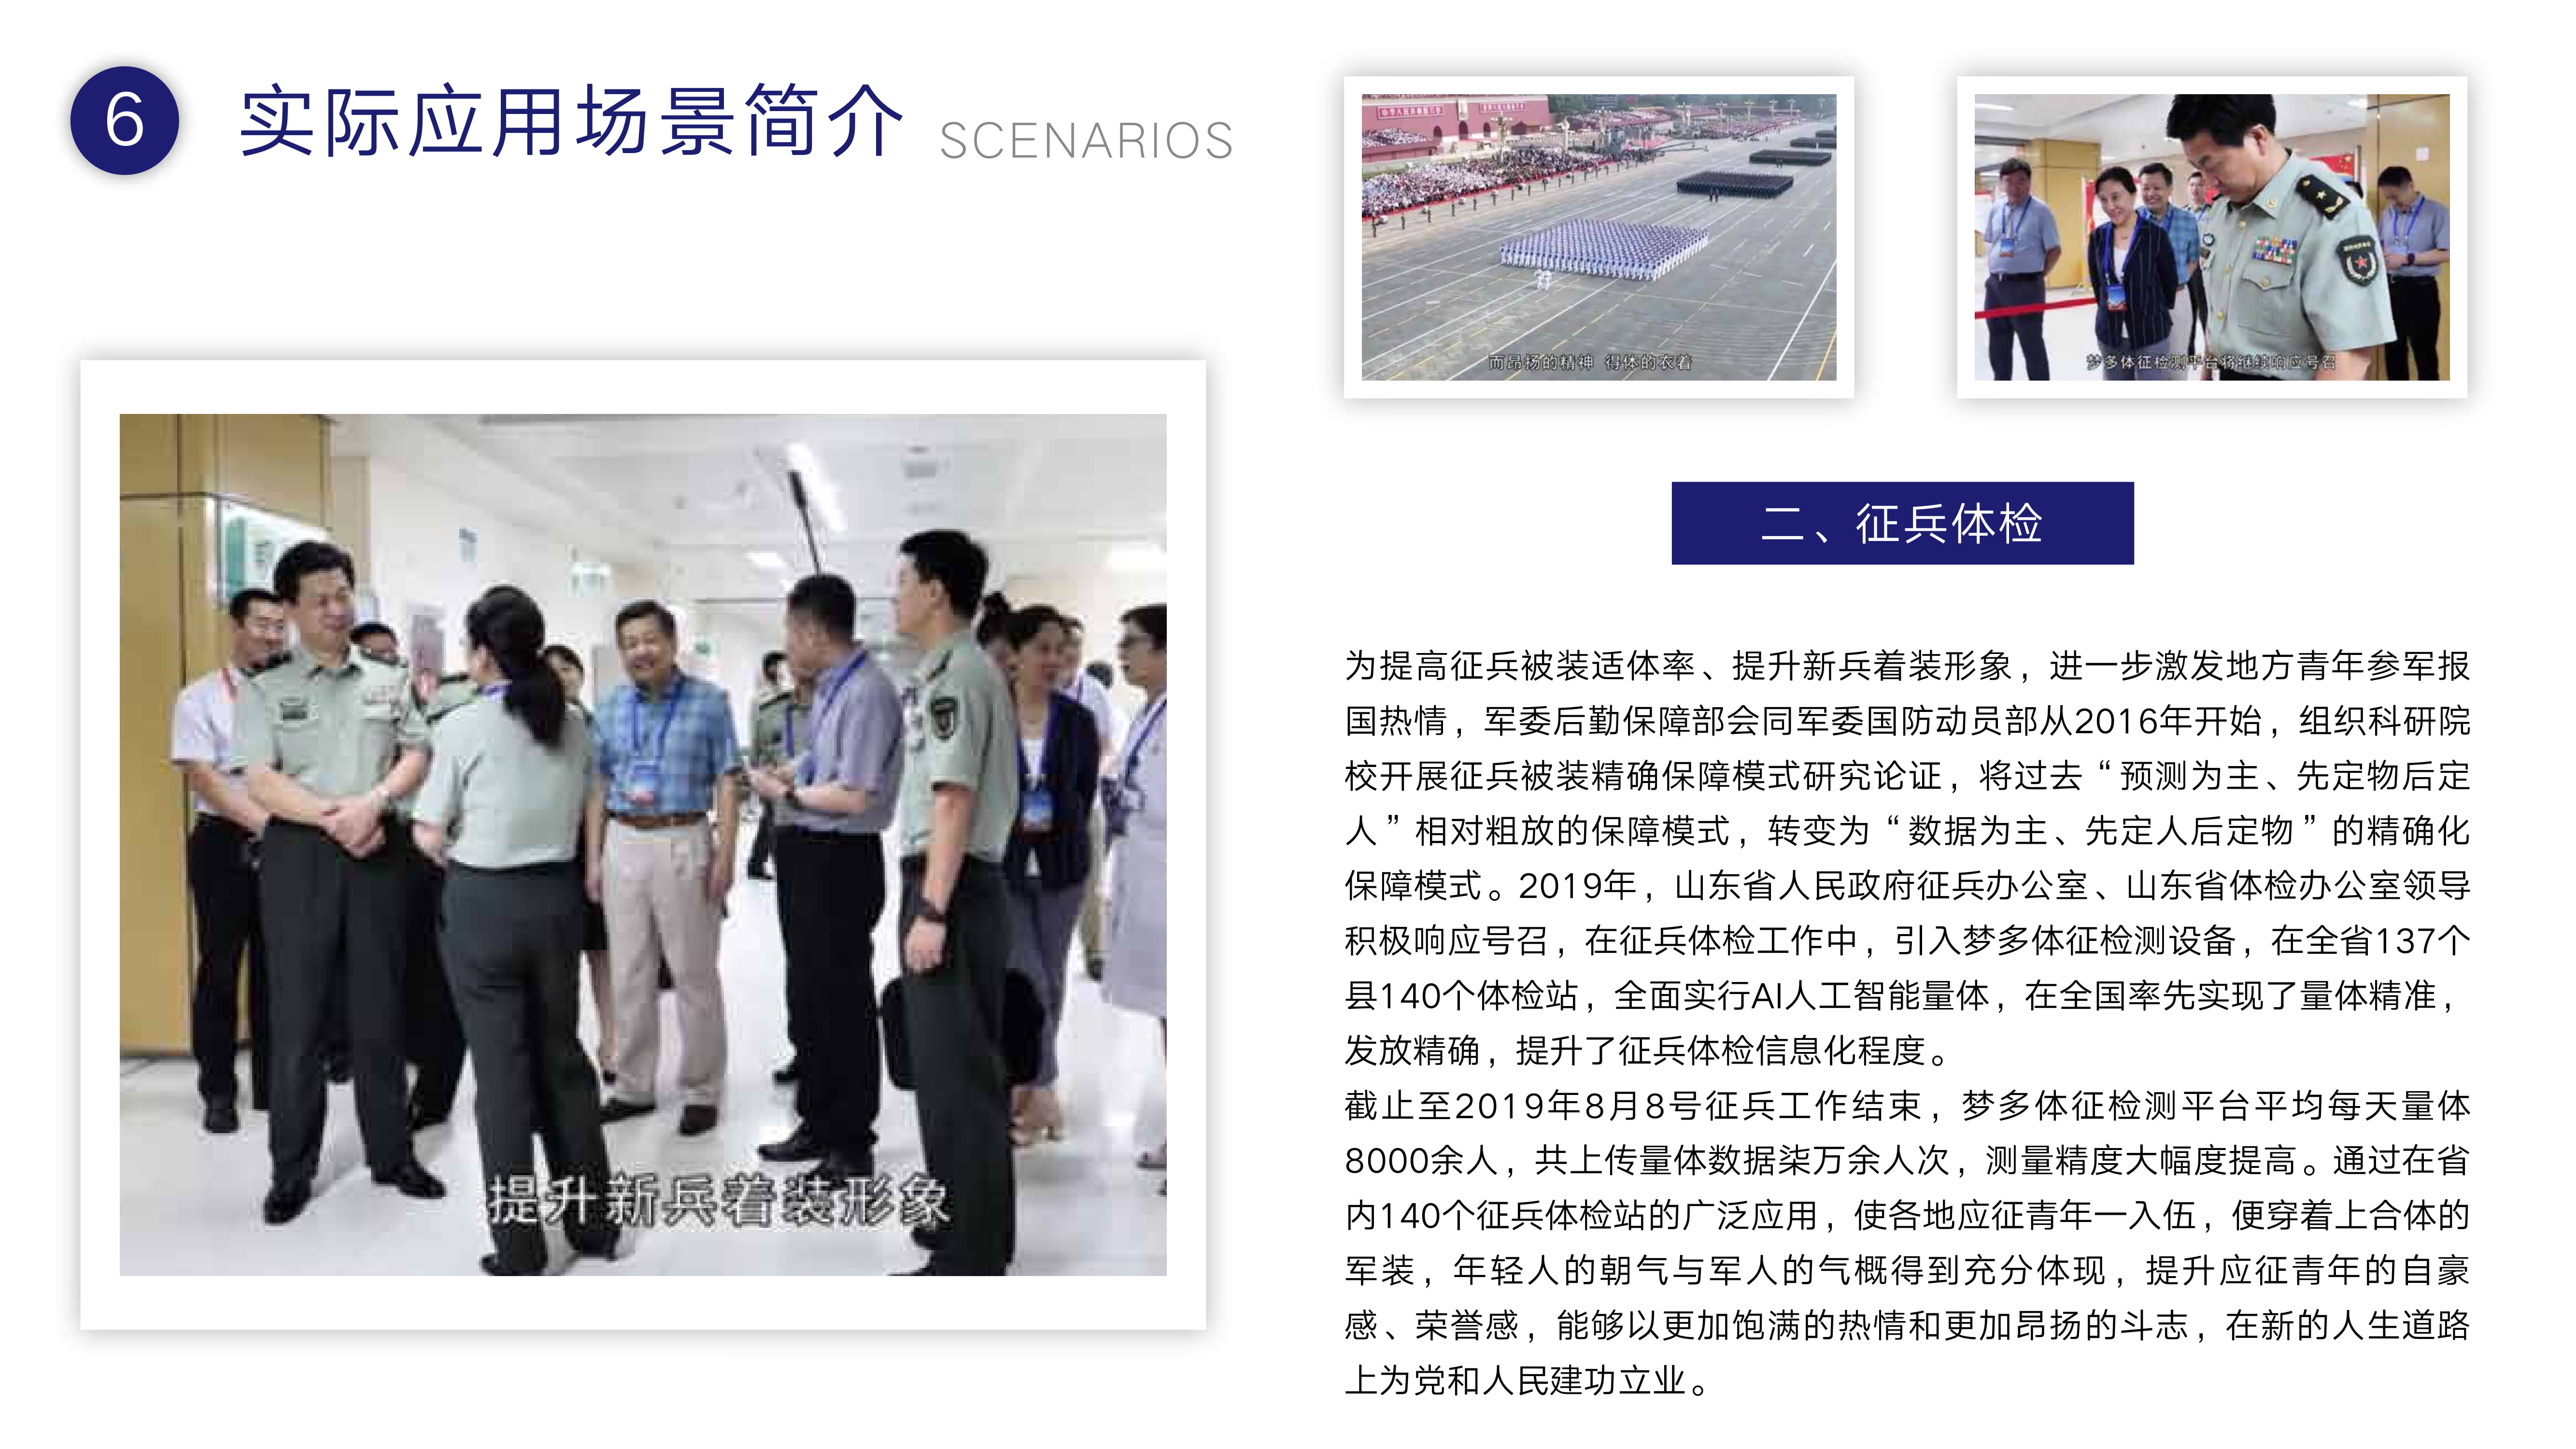 6
实际应用场景简介 SCENARIOS
而昂扬的精神 得体的衣着
梦多体征检测平台将继续响应号召
提升新兵着装形象
二、征兵体检
为提高征兵被装适体率、提升新兵着装形象，进一步激发地方青年参军报
国热情，军委后勤保障部会同军委国防动员部从2016年开始，组织科研院
校开展征兵被装精确保障模式研究论证，将过去“预测为主、先定物后定
人”相对粗放的保障模式，转变为“数据为主、先定人后定物”的精确化
保障模式。2019年，山东省人民政府征兵办公室、山东省体检办公室领导
积极响应号召，在征兵体检工作中，引入梦多体征检测设备，在全省137个
县140个体检站，全面实行AI人工智能量体，在全国率先实现了量体精准，
发放精确，提升了征兵体检信息化程度。
截止至2019年8月8号征兵工作结束，梦多体征检测平台平均每天量体
8000余人，共上传量体数据柒万余人次，测量精度大幅度提高。通过在省
内140个征兵体检站的广泛应用，使各地应征青年一入伍，便穿着上合体的
军装，年轻人的朝气与军人的气概得到充分体现，提升应征青年的自豪
感、荣誉感，能够以更加饱满的热情和更加昂扬的斗志，在新的人生道路
上为党和人民建功立业。